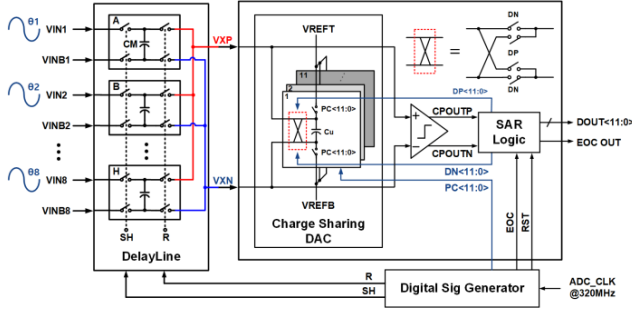 θ1
VIN1
VINB1
A
CM
θ2
VIN2
VINB2
B
θ8
VIN8
VINB8
H
SH
R
DelayLine
VXP
VXN
VREFT
11
2
1
PC<11:0>
Cu
PC<11:0>
VREFB
Charge Sharing
DAC
DN
DP
DN
DP<11:0>
CPOUTP
CPOUTN
SAR
Logic
DOUT<11:0>
EOC OUT
DN<11:0>
PC<11:0>
EOC
RST
R
SH
Digital Sig Generator
ADC_CLK
@320MHz